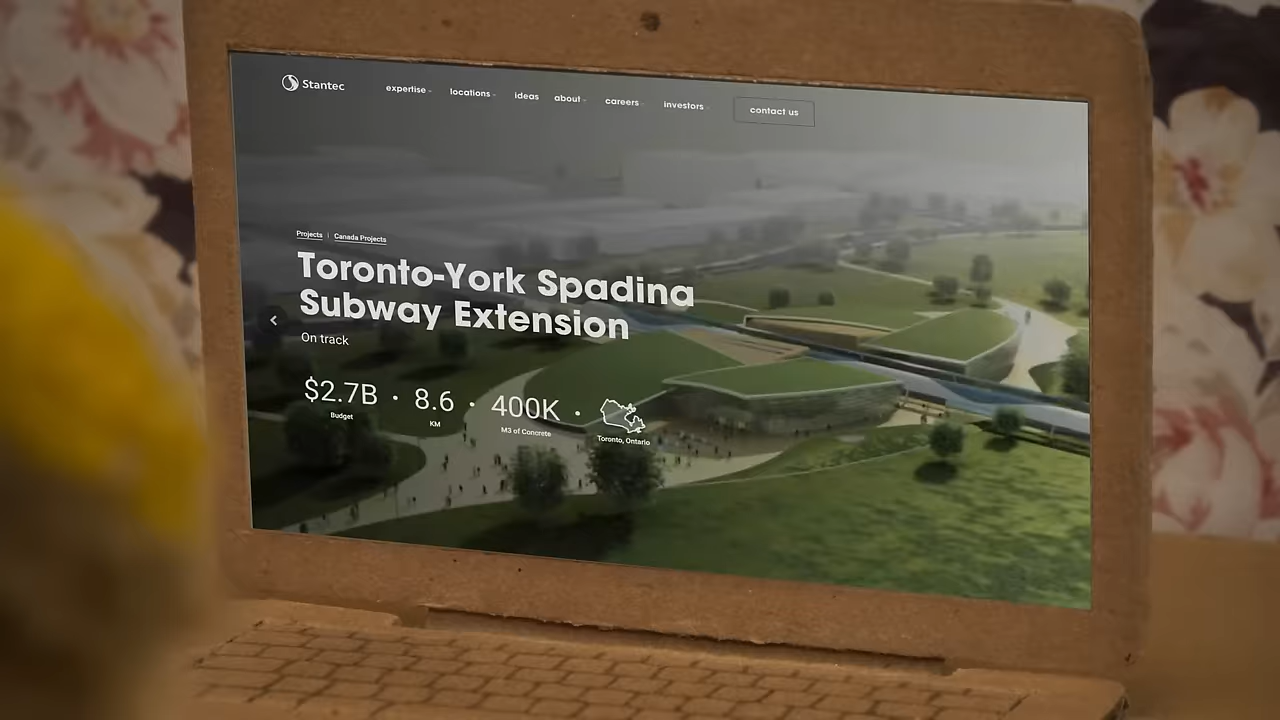 Stantec
expertise
locations
ideas
about
careers
investors
contact us
Projects | Canada Projects
Toronto-York Spadina
Subway Extension
On track
$2.7B · 8.6 · 400K ·
Budget
KM
M3 of Concrete
Toronto, Ontario